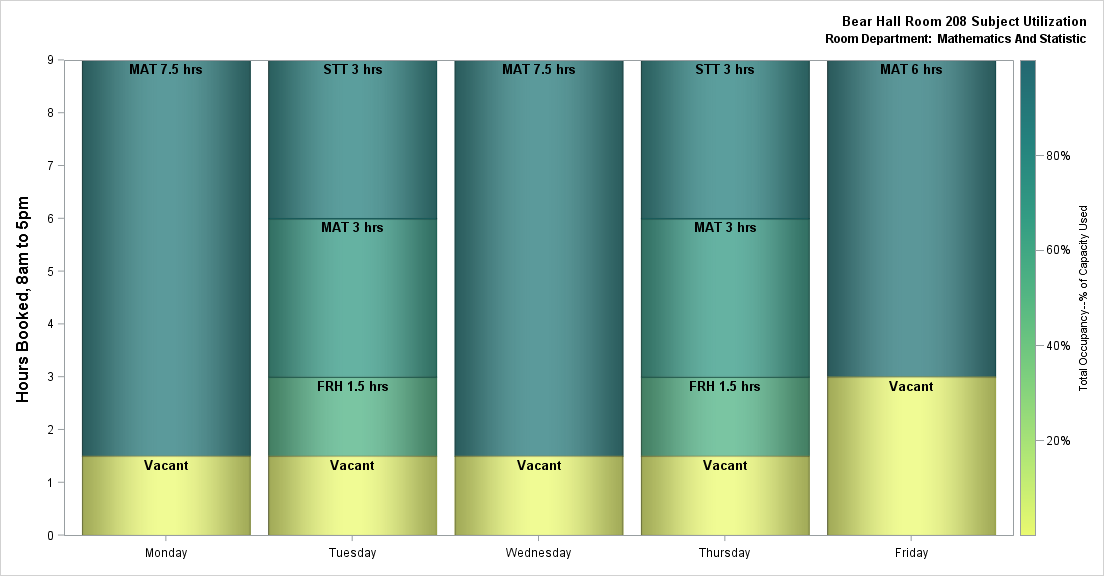 Bear Hall Room 208 Subject Utilization
Room Department: Mathematics And Statistic
Hours Booked, 8am to 5pm
9
8
7
6
5
4
3
2
1
0
MAT 7.5 hrs
Vacant
STT 3 hrs
MAT 3 hrs
FRH 1.5 hrs
Vacant
MAT 7.5 hrs
Vacant
STT 3 hrs
MAT 3 hrs
FRH 1.5 hrs
Vacant
MAT 6 hrs
Vacant
Monday
Tuesday
Wednesday
Thursday
Friday
80%
60%
40%
20%
Total Occupancy--% of Capacity Used